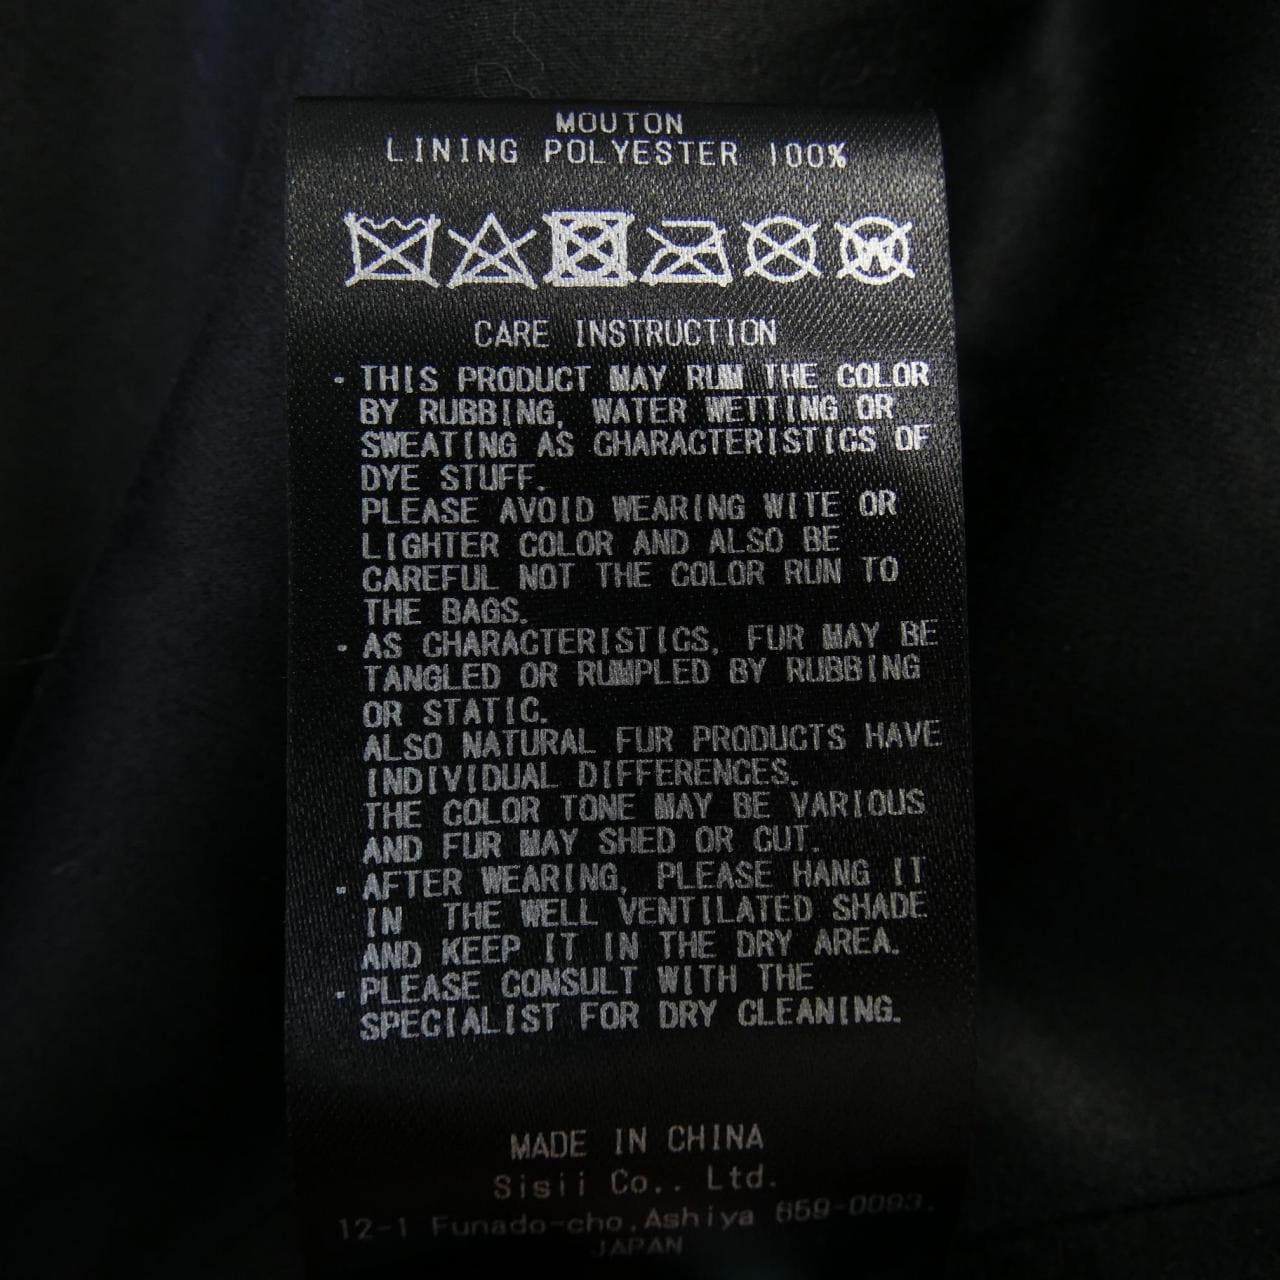 MOUTON
LINING POLYESTER 100%
W
CARE INSTRUCTION
- THIS PRODUCT MAY RUM THE COLOR
BY RUBBING, WATER WETTING OR
SWEATING AS CHARACTERISTICS OF
DYE STUFF.
PLEASE AVOID WEARING WITE OR
LIGHTER COLOR AND ALSO BE
CAREFUL NOT THE COLOR RUN TO
THE BAGS.
- AS CHARACTERISTICS, FUR MAY BE
TANGLED OR RUMPLED BY RUBBING
OR STATIC.
ALSO NATURAL FUR PRODUCTS HAVE
INDIVIDUAL DIFFERENCES.
THE COLOR TONE MAY BE VARIOUS
AND FUR MAY SHED OR CUT.
- AFTER WEARING, PLEASE HANG IT
IN THE WELL VENTILATED SHADE
AND KEEP IT IN THE DRY AREA.
- PLEASE CONSULT WITH THE
SPECIALIST FOR DRY CLEANING.
MADE IN CHINA
Sisii Co., Ltd.
12-1 Funado-cho, Ashiya 659-0093,
JAPAN